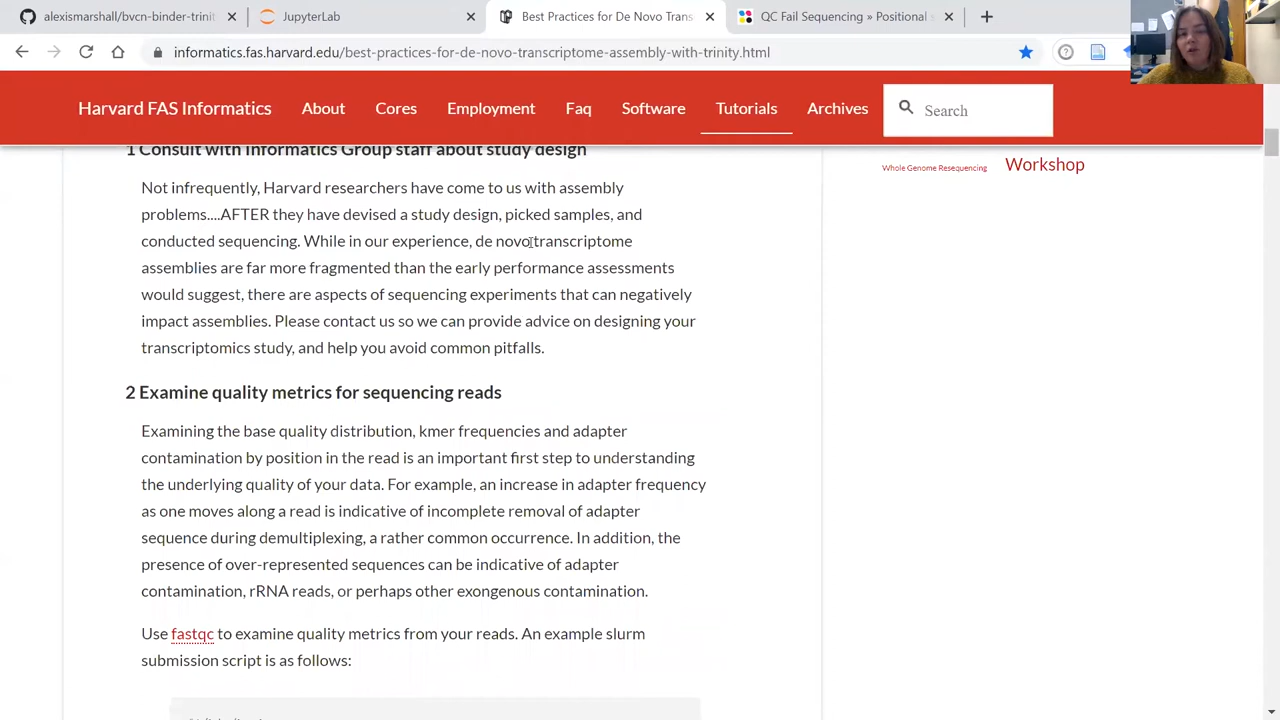 alexismarshall/bvcn-binder-trinit
JupyterLab
Best Practices for De Novo Trans
QC Fail Sequencing » Positional s
informatics.fas.harvard.edu/best-practices-for-de-novo-transcriptome-assembly-with-trinity.html
Harvard FAS Informatics
About
Cores
Employment
Faq
Software
Tutorials
Archives
Search
Whole Genome Resequencing
Workshop
1 Consult with Informatics Group staff about study design
Not infrequently, Harvard researchers have come to us with assembly
problems....AFTER they have devised a study design, picked samples, and
conducted sequencing. While in our experience, de novo transcriptome
assemblies are far more fragmented than the early performance assessments
would suggest, there are aspects of sequencing experiments that can negatively
impact assemblies. Please contact us so we can provide advice on designing your
transcriptomics study, and help you avoid common pitfalls.
2 Examine quality metrics for sequencing reads
Examining the base quality distribution, kmer frequencies and adapter
contamination by position in the read is an important first step to understanding
the underlying quality of your data. For example, an increase in adapter frequency
as one moves along a read is indicative of incomplete removal of adapter
sequence during demultiplexing, a rather common occurrence. In addition, the
presence of over-represented sequences can be indicative of adapter
contamination, rRNA reads, or perhaps other exongenous contamination.
Use fastqc to examine quality metrics from your reads. An example slurm
submission script is as follows: